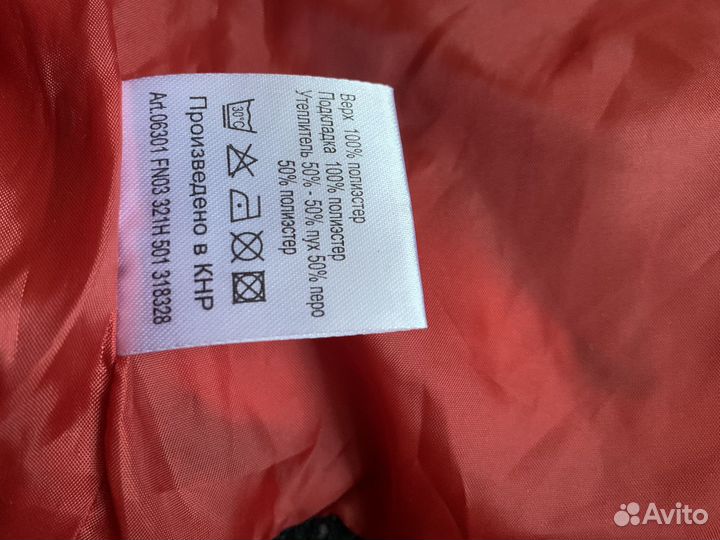 Верх 100% полиэстер
Подкладка 100% полиэстер
Утеплитель 50% - 50% пух 50% перо
50% полиэстер
30°C
Произведено в КНР
Art.06301 FN03 321H 501 318328
Avito